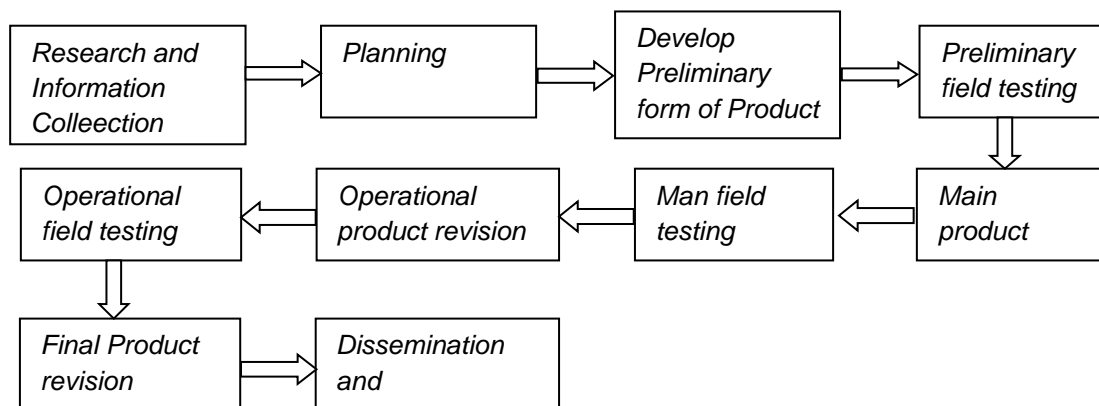 Research and
Information
Colleection
Planning
Develop
Preliminary
form of Product
Preliminary
field testing
Main
product
Man field
testing
Operational
product revision
Operational
field testing
Final Product
revision
Dissemination
and